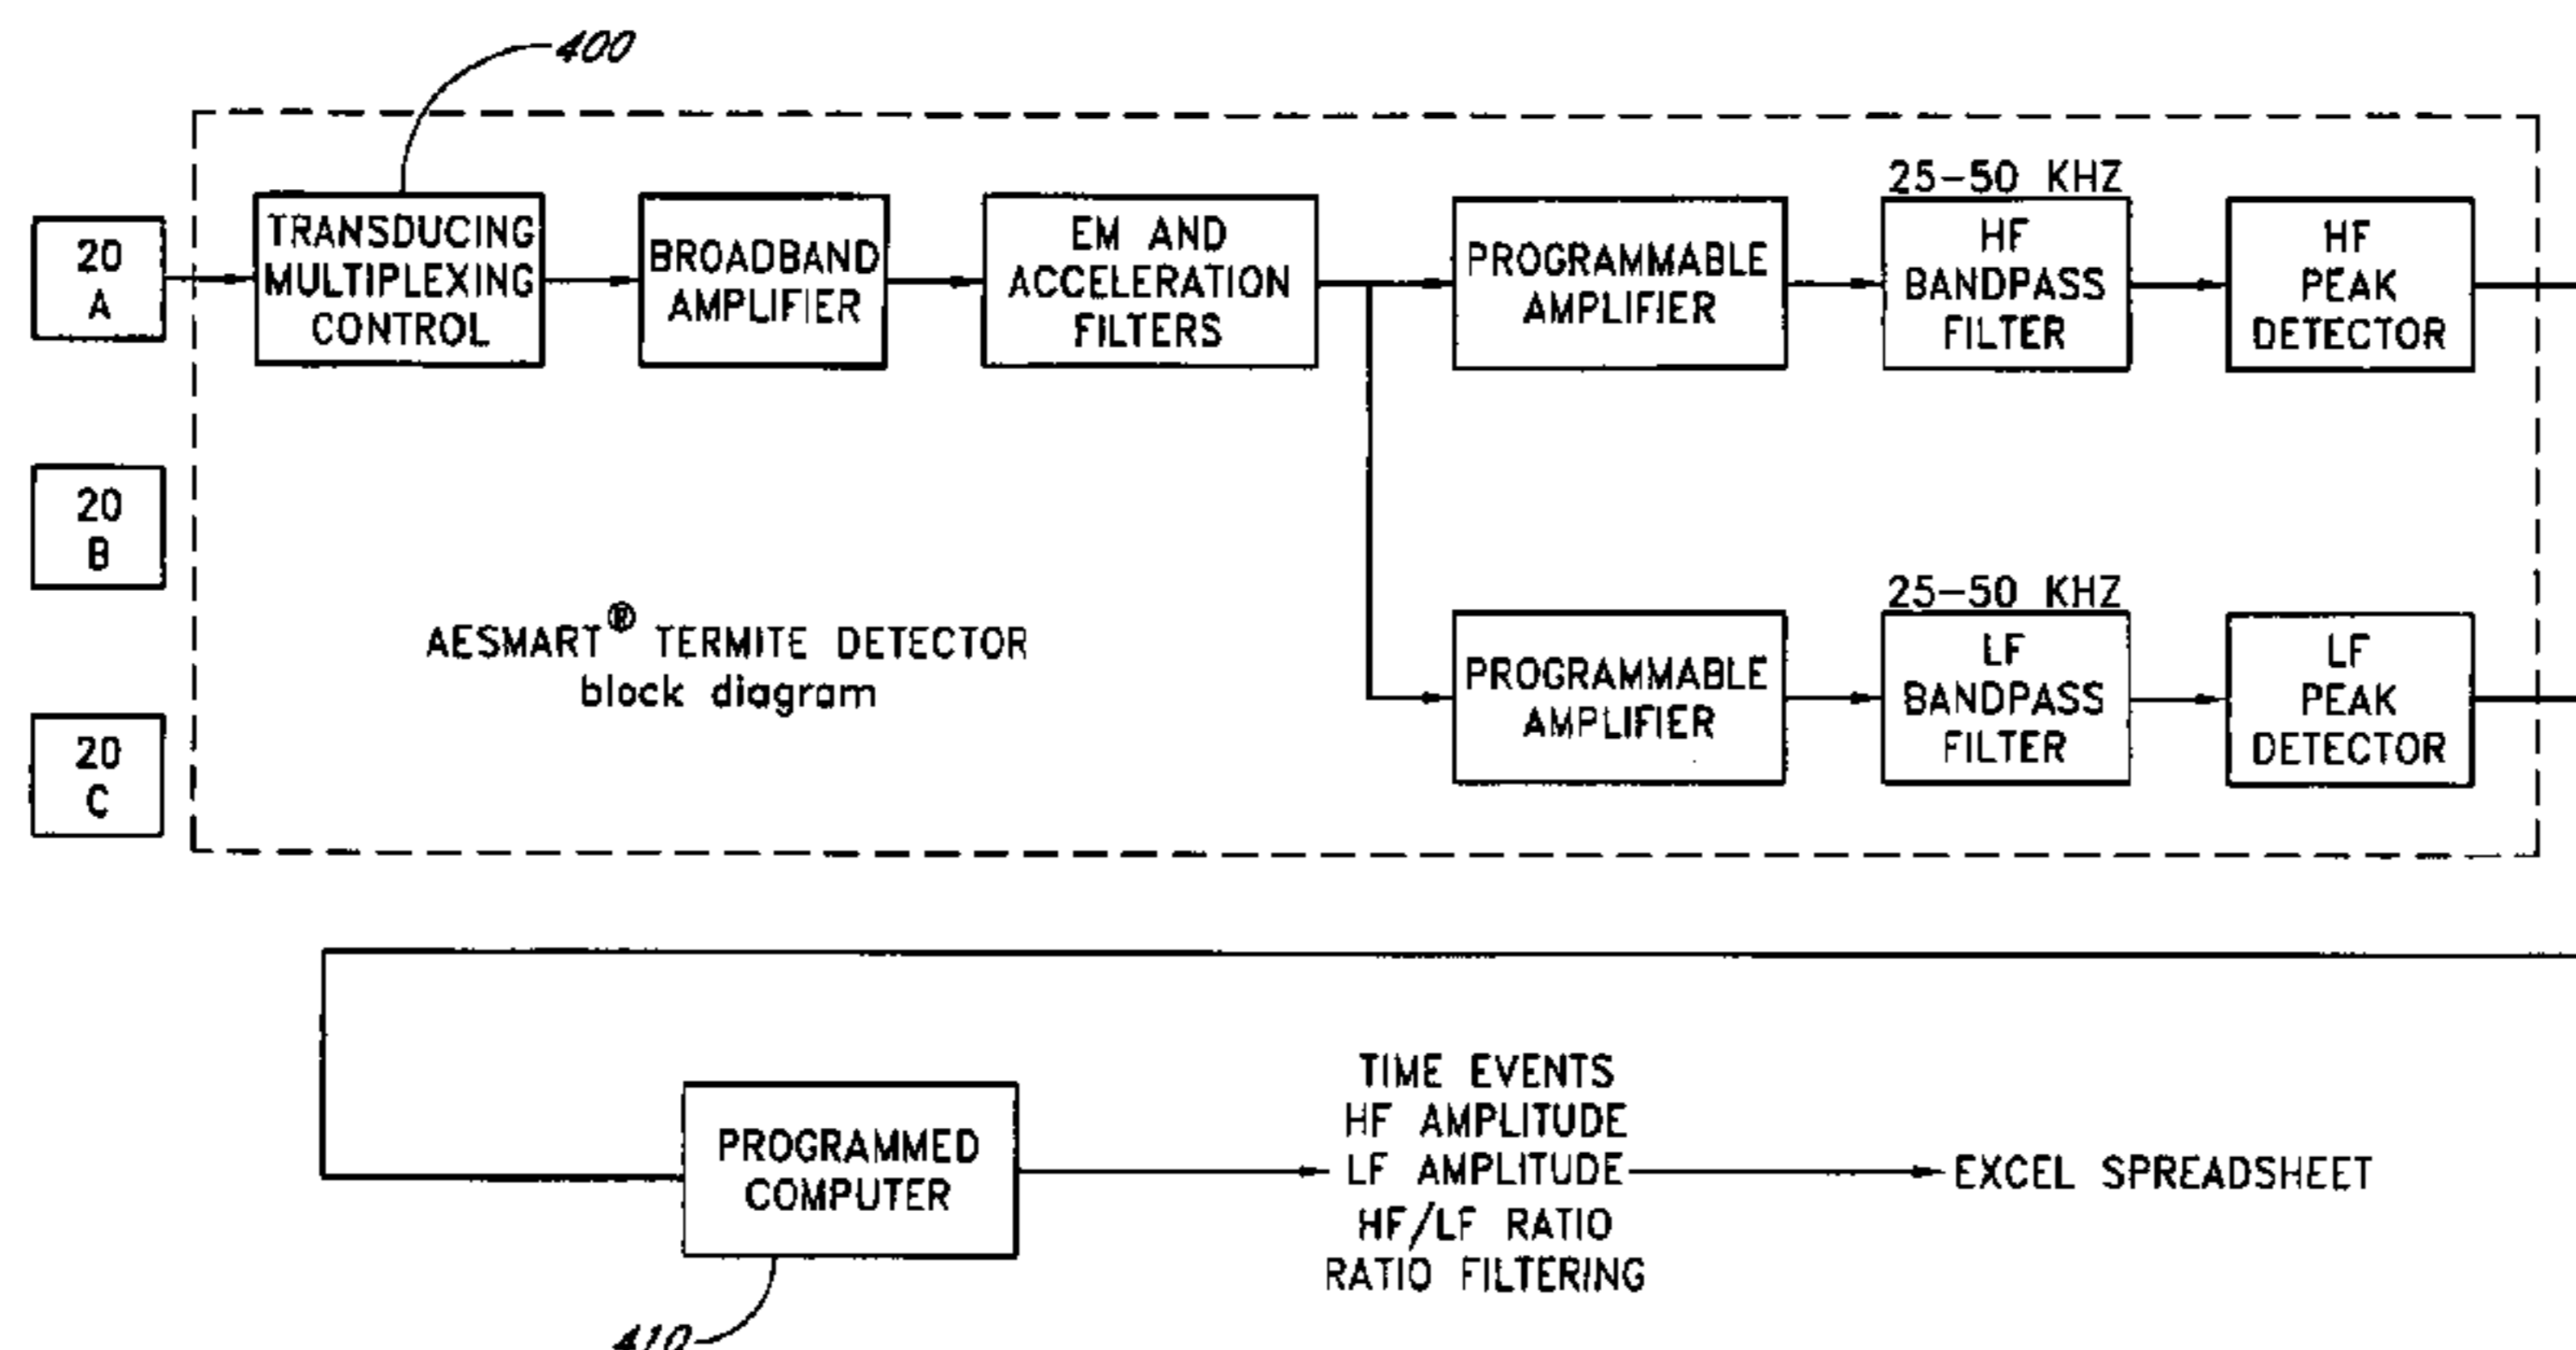 400
20
A
TRANSDUCING
MULTIPLEXING
CONTROL
BROADBAND
AMPLIFIER
EM AND
ACCELERATION
FILTERS
PROGRAMMABLE
AMPLIFIER
25-50 KHZ
HF
BANDPASS
FILTER
HF
PEAK
DETECTOR
20
B
20
C
AESMART® TERMITE DETECTOR
block diagram
PROGRAMMABLE
AMPLIFIER
25-50 KHZ
LF
BANDPASS
FILTER
LF
PEAK
DETECTOR
PROGRAMMED
COMPUTER
410
TIME EVENTS
HF AMPLITUDE
LF AMPLITUDE
HF/LF RATIO
RATIO FILTERING
EXCEL SPREADSHEET